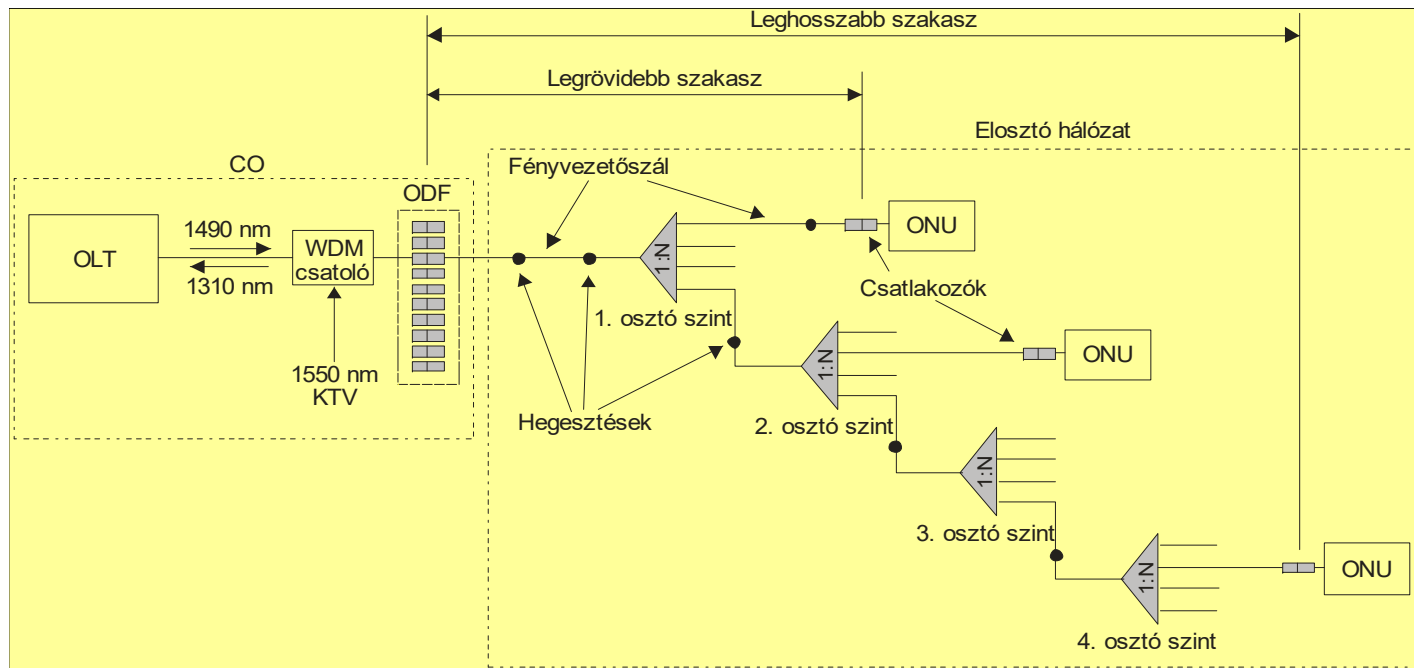 Leghosszabb szakasz
Legrövidebb szakasz
Elosztó hálózat
CO
Fényvezetőszál
ODF
OLT
1490 nm
1310 nm
WDM
csatoló
1550 nm
KTV
1:N
1. osztó szint
ONU
Csatlakozók
Hegesztések
1:N
2. osztó szint
ONU
1:N
3. osztó szint
1:N
4. osztó szint
ONU